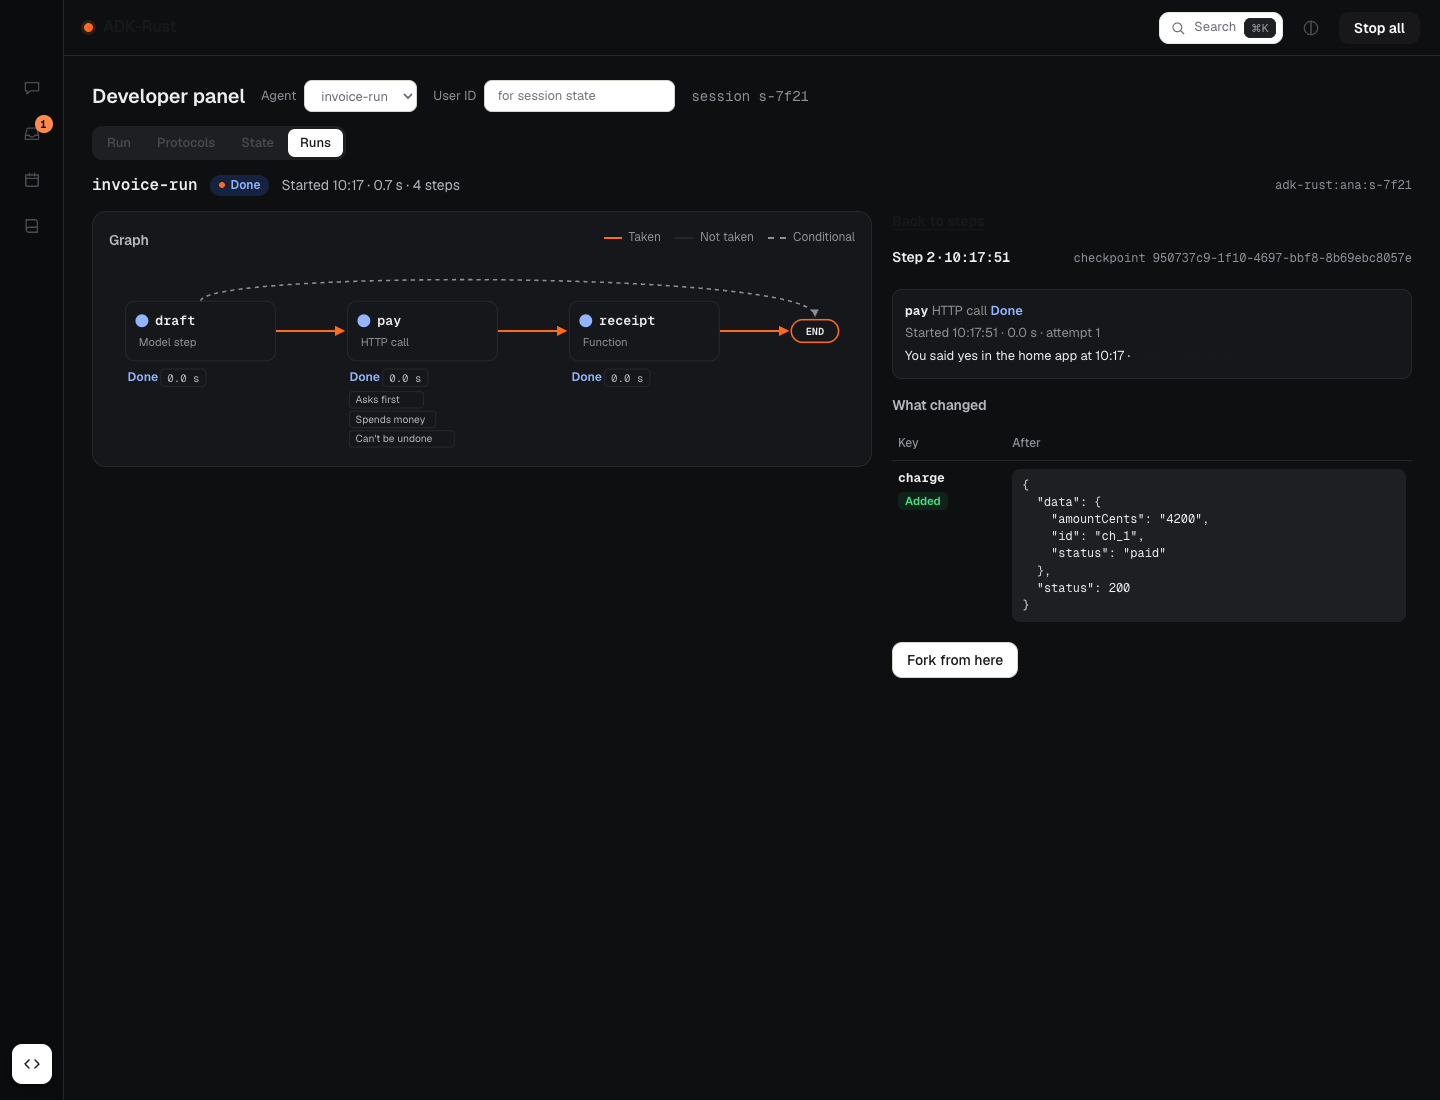 ADK-Rust
Search ⌘K
Stop all
1
Developer panel Agent invoice-run User ID for session state session s-7f21
Run Protocols State Runs
invoice-run Done Started 10:17 · 0.7 s · 4 steps adk-rust:ana:s-7f21
Graph Taken Not taken Conditional
draft
Model step
Done 0.0 s
pay
HTTP call
Done 0.0 s
Asks first
Spends money
Can't be undone
receipt
Function
Done 0.0 s
END
Back to steps
Step 2 · 10:17:51 checkpoint 950737c9-1f10-4697-bbf8-8b69ebc8057e
pay HTTP call Done
Started 10:17:51 · 0.0 s · attempt 1
You said yes in the home app at 10:17 ·
What changed
Key After
charge
Added
{
"data": {
"amountCents": "4200",
"id": "ch_1",
"status": "paid"
},
"status": 200
}
Fork from here